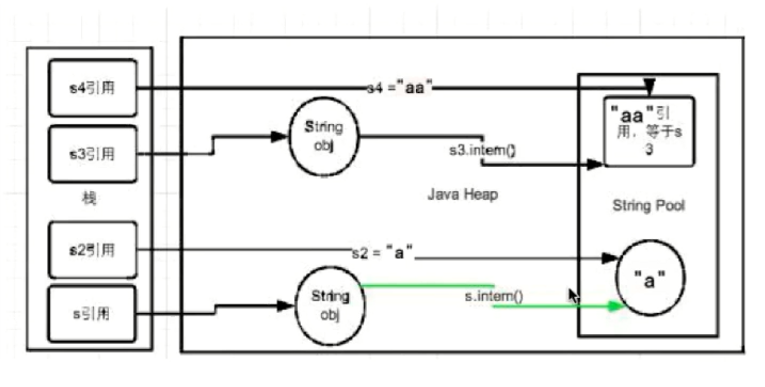 s4引用
s4 ="aa"
"aa"引
用，等于s
3
s3引用
String
obj
s3.intern()
栈
Java Heap
String Pool
s2引用
s2 = "a"
"a"
s引用
String
obj
s.intern()